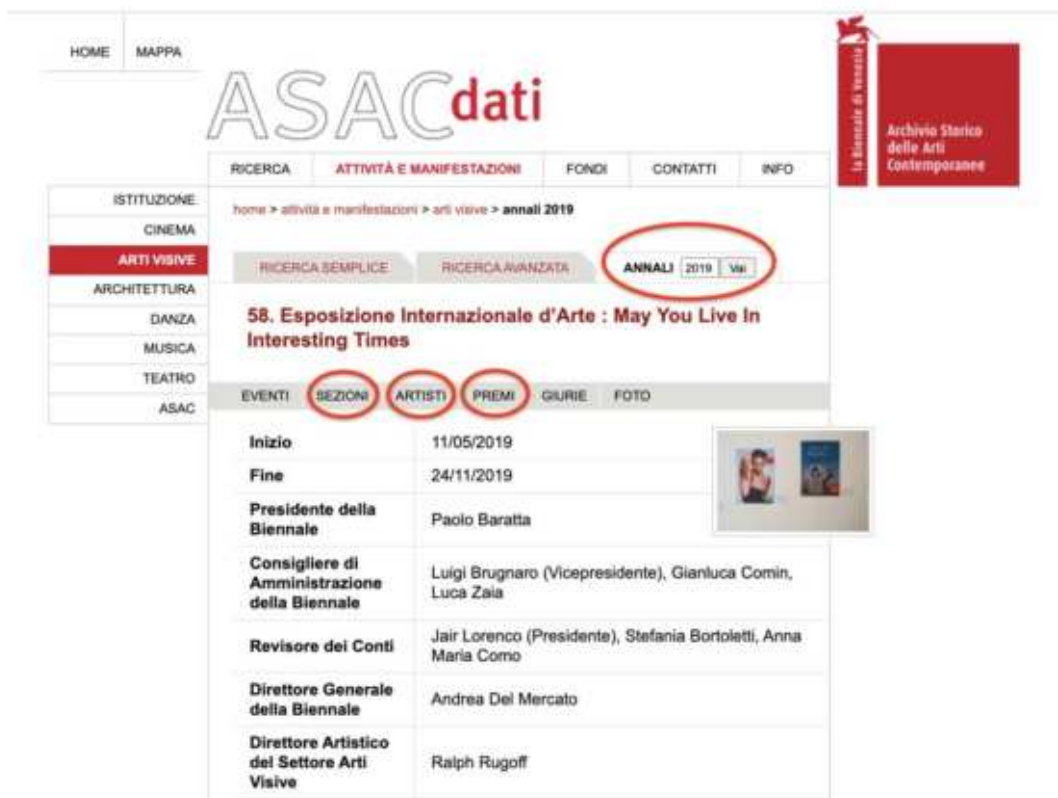 HOME MAPPA
ASACdati
la Biennale di Venezia
Archivio Storico
delle Arti
Contemporanee
RICERCA ATTIVITÀ E MANIFESTAZIONI FONDI CONTATTI INFO
ISTITUZIONE
CINEMA
ARTI VISIVE
ARCHITETTURA
DANZA
MUSICA
TEATRO
ASAC
home > attività e manifestazioni > arti visive > annali 2019
RICERCA SEMPLICE RICERCA AVANZATA ANNALI 2019 Vai
58. Esposizione Internazionale d'Arte : May You Live In
Interesting Times
EVENTI SEZIONI ARTISTI PREMI GIURIE FOTO
Inizio 11/05/2019
Fine 24/11/2019
Presidente della
Biennale
Paolo Baratta
Consigliere di
Amministrazione
della Biennale
Luigi Brugnaro (Vicepresidente), Gianluca Comin,
Luca Zaia
Revisore dei Conti
Jair Lorenco (Presidente), Stefania Bortoletti, Anna
Maria Como
Direttore Generale
della Biennale
Andrea Del Mercato
Direttore Artistico
del Settore Arti
Visive
Ralph Rugoff